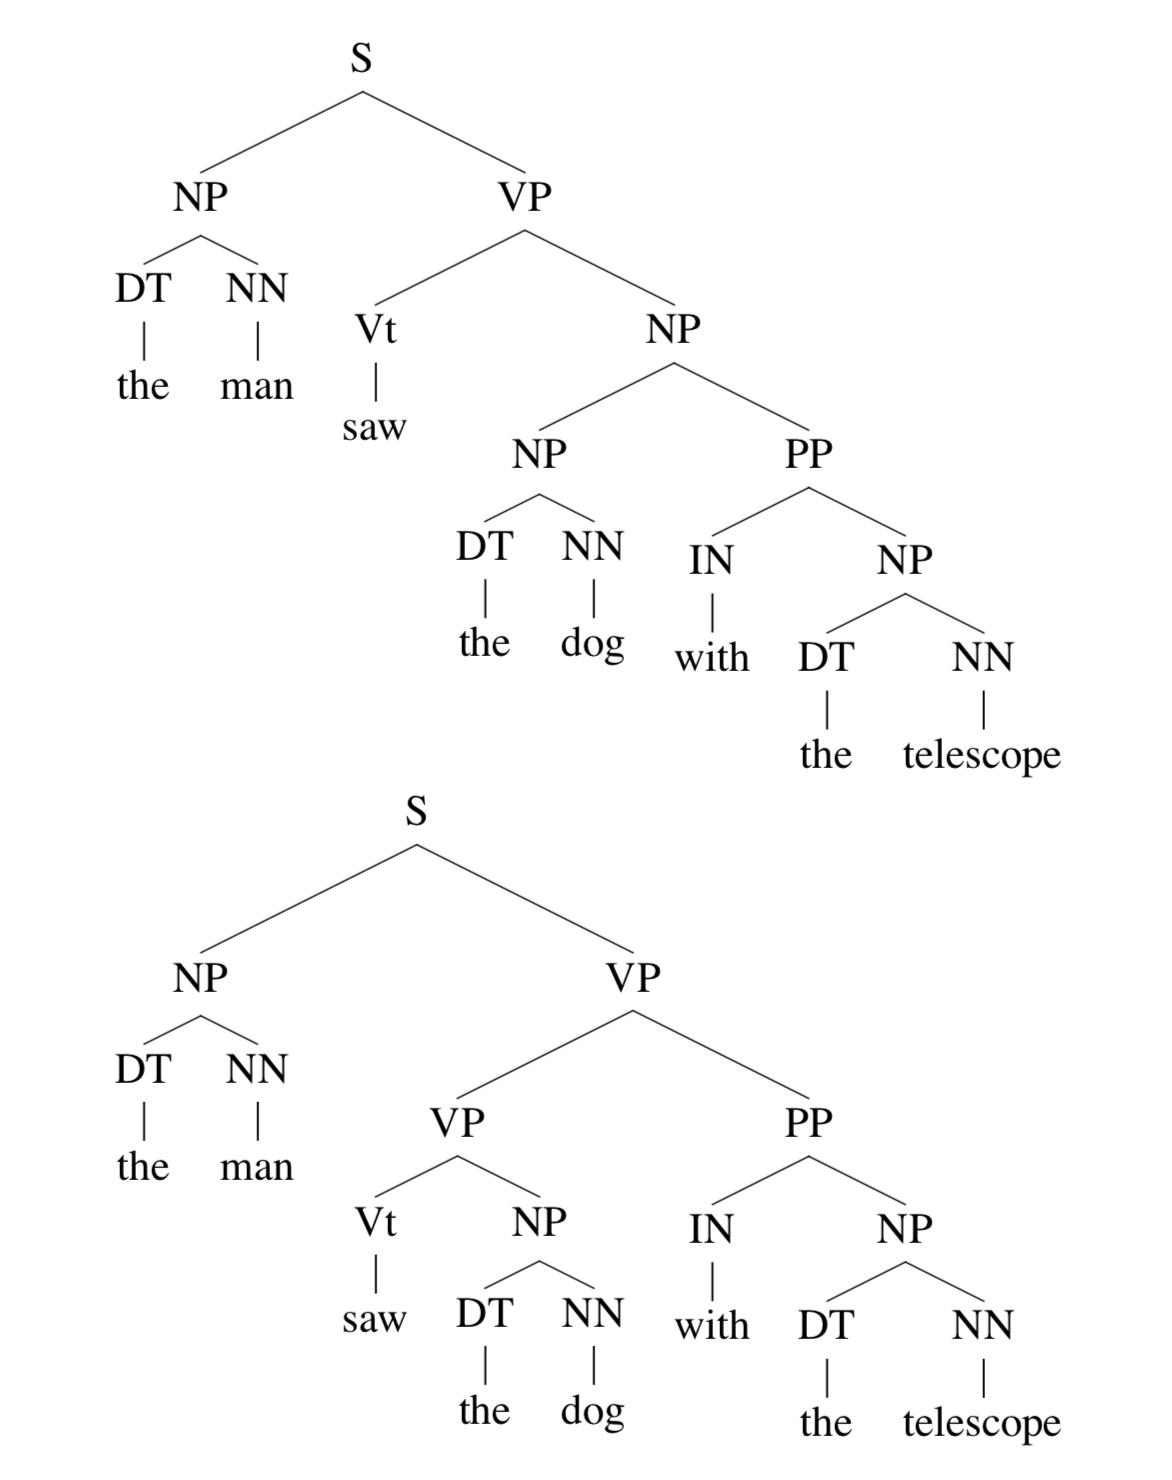 S
NP VP
DT NN Vt NP
the man saw NP PP
DT NN IN NP
the dog with DT NN
the telescope
S
NP VP
DT NN VP PP
the man Vt NP IN NP
saw DT NN with DT NN
the dog the telescope